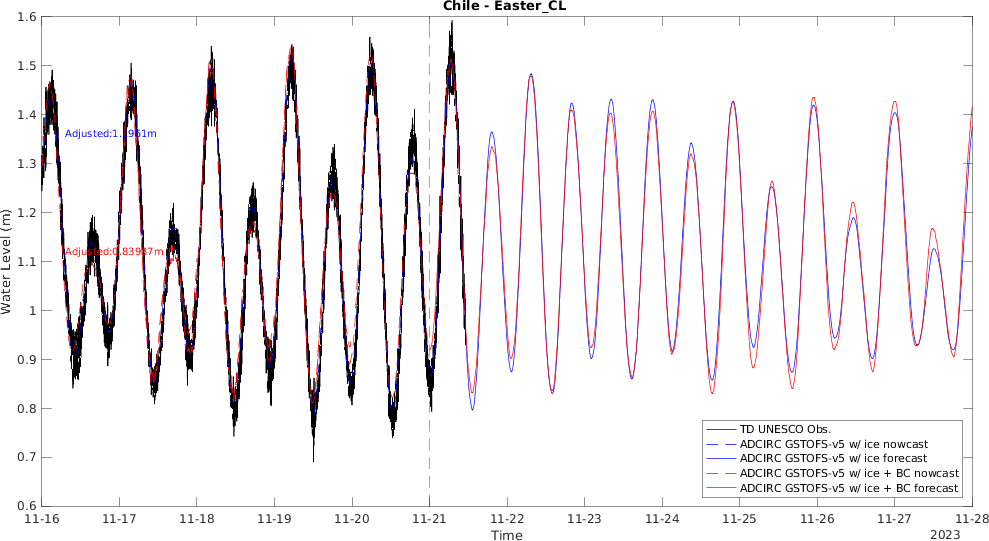 Chile - Easter_CL
Water Level (m)
1.6
1.5
1.4
1.3
1.2
1.1
1
0.9
0.8
0.7
0.6
Adjusted:0.83937m
TD UNESCO Obs.
ADCIRC GSTOFS-v5 w/ ice nowcast
ADCIRC GSTOFS-v5 w/ ice forecast
ADCIRC GSTOFS-v5 w/ ice + BC nowcast
ADCIRC GSTOFS-v5 w/ ice + BC forecast
11-16 11-17 11-18 11-19 11-20 11-21 11-22 11-23 11-24 11-25 11-26 11-27 11-28
Time
2023